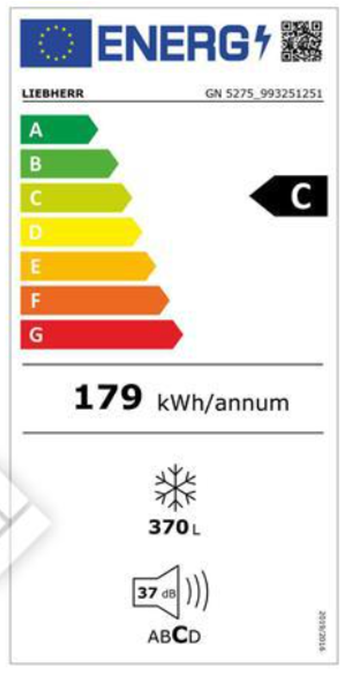 ENERG
LIEBHERR GN 5275_993251251
A
B
C
C
D
E
F
G
179 kWh/annum
370 L
37 dB
ABCD
2019/2016